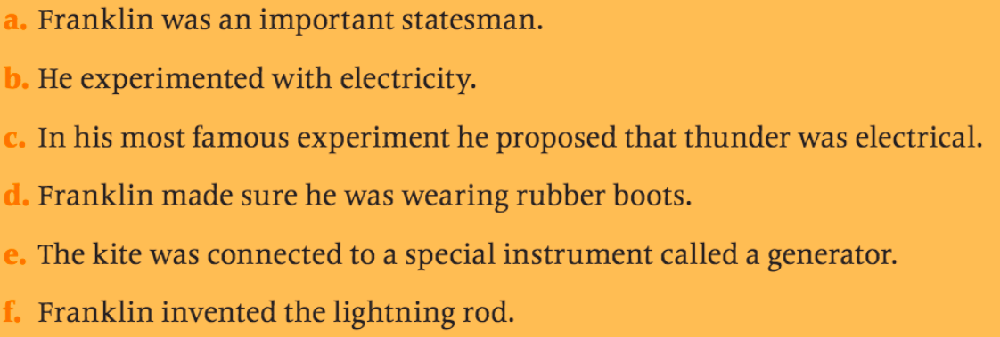 a. Franklin was an important statesman.
b. He experimented with electricity.
c. In his most famous experiment he proposed that thunder was electrical.
d. Franklin made sure he was wearing rubber boots.
e. The kite was connected to a special instrument called a generator.
f. Franklin invented the lightning rod.